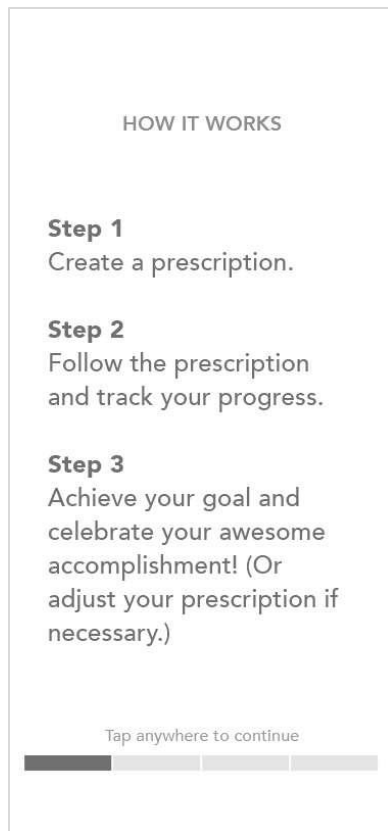 HOW IT WORKS
Step 1
Create a prescription.
Step 2
Follow the prescription
and track your progress.
Step 3
Achieve your goal and
celebrate your awesome
accomplishment! (Or
adjust your prescription if
necessary.)
Tap anywhere to continue